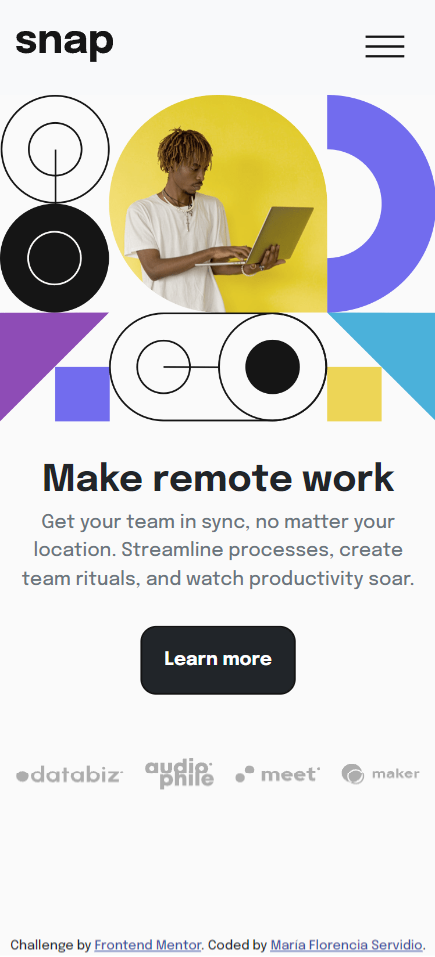 snap
Make remote work
Get your team in sync, no matter your
location. Streamline processes, create
team rituals, and watch productivity soar.
Learn more
databiz
audiophile
meet
maker
Challenge by Frontend Mentor. Coded by María Florencia Servidio.